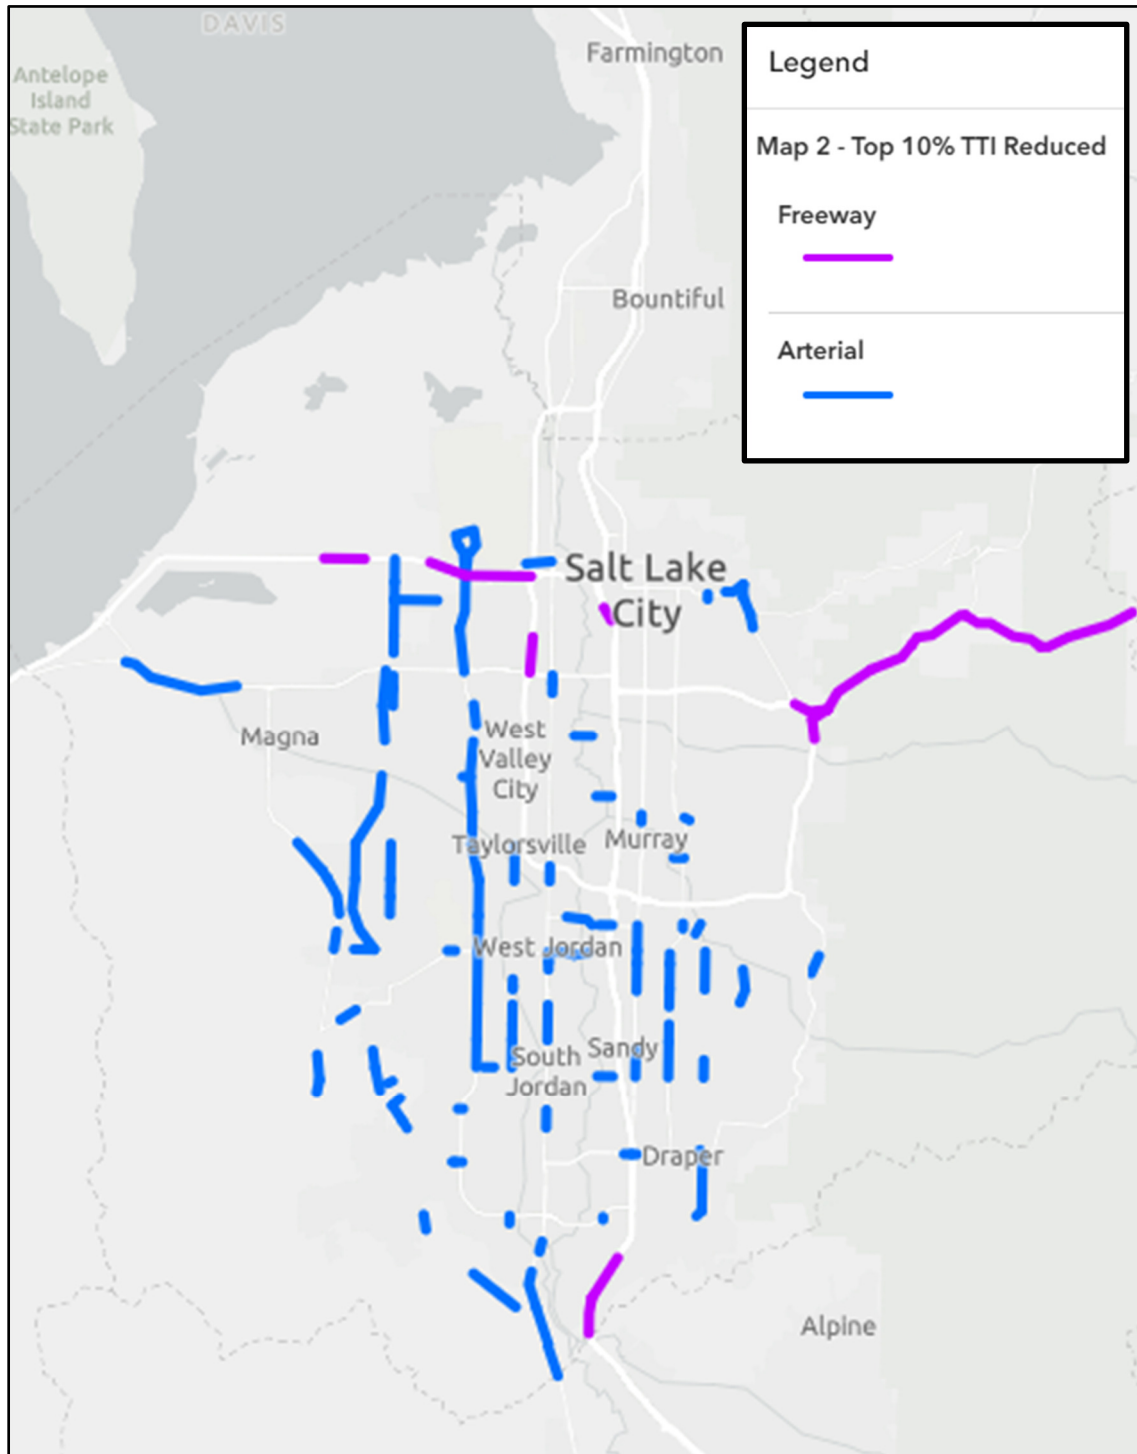 DAVIS
Farmington
Antelope
Island
State Park
Bountiful
Legend
Map 2 - Top 10% TTI Reduced
Freeway
Arterial
Salt Lake
City
Magna
West
Valley
City
Taylorsville
Murray
West Jordan
South
Jordan
Sandy
Draper
Alpine